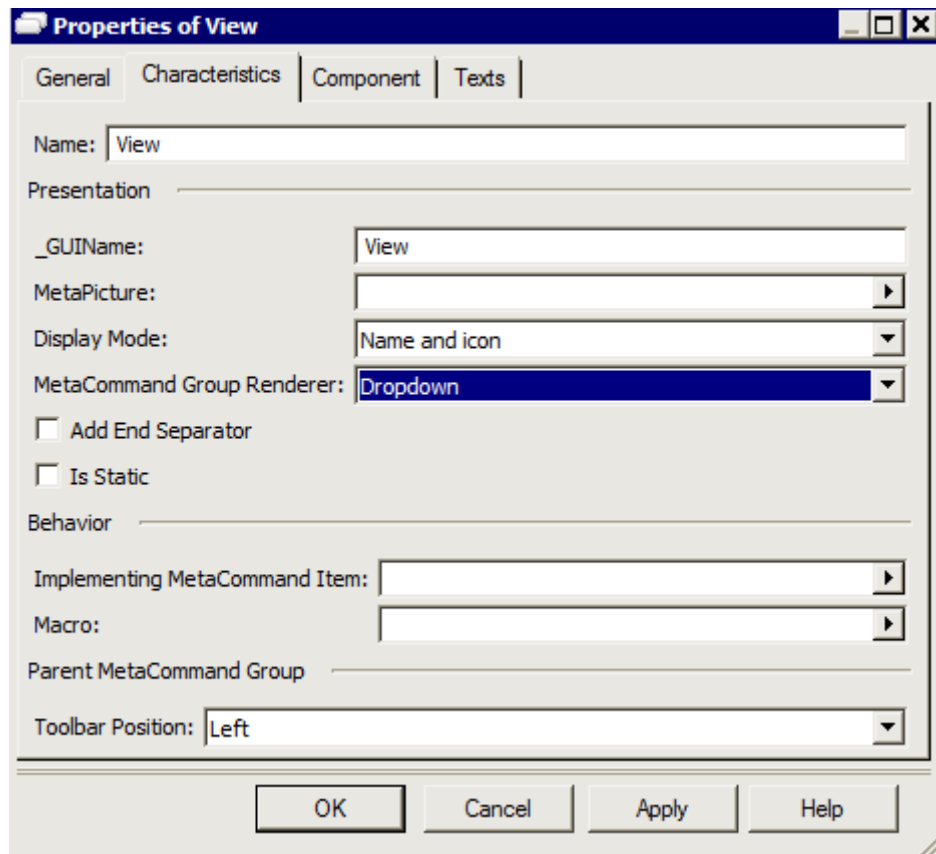 Properties of View
General Characteristics Component Texts
Name: View
Presentation
_GUIName: View
MetaPicture:
Display Mode: Name and icon
MetaCommand Group Renderer: Dropdown
Add End Separator
Is Static
Behavior
Implementing MetaCommand Item:
Macro:
Parent MetaCommand Group
Toolbar Position: Left
OK Cancel Apply Help